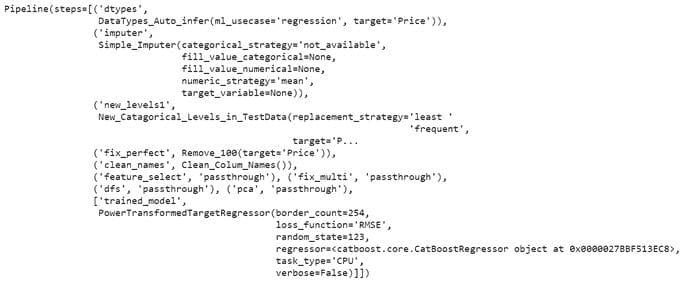 Pipeline(steps=[('dtypes',
DataTypes_Auto_infer(ml_usecase='regression', target='Price')),
('imputer',
Simple_Imputer(categorical_strategy='not_available',
fill_value_categorical=None,
fill_value_numerical=None,
numeric_strategy='mean',
target_variable=None)),
('new_levels1',
New_Catagorical_Levels_in_TestData(replacement_strategy='least '
'frequent',
target='P...
('fix_perfect', Remove_100(target='Price')),
('clean_names', Clean_Colum_Names()),
('feature_select', 'passthrough'), ('fix_multi', 'passthrough'),
('dfs', 'passthrough'), ('pca', 'passthrough'),
['trained_model',
PowerTransformedTargetRegressor(border_count=254,
loss_function='RMSE',
random_state=123,
regressor=<catboost.core.CatBoostRegressor object at 0x0000027BBF513EC8>,
task_type='CPU',
verbose=False)]])